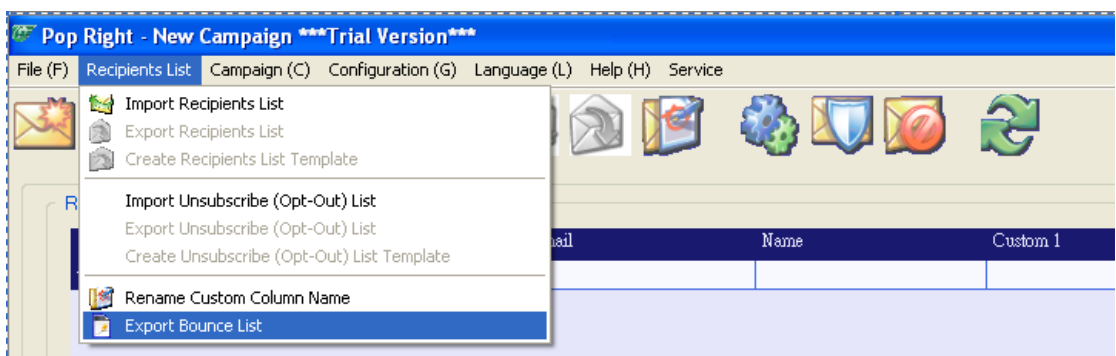 Pop Right - New Campaign ***Trial Version***
File (F) Recipients List Campaign (C) Configuration (G) Language (L) Help (H) Service
Import Recipients List
Export Recipients List
Create Recipients List Template
Import Unsubscribe (Opt-Out) List
Export Unsubscribe (Opt-Out) List
Create Unsubscribe (Opt-Out) List Template
Rename Custom Column Name
Export Bounce List
R
ail Name Custom 1